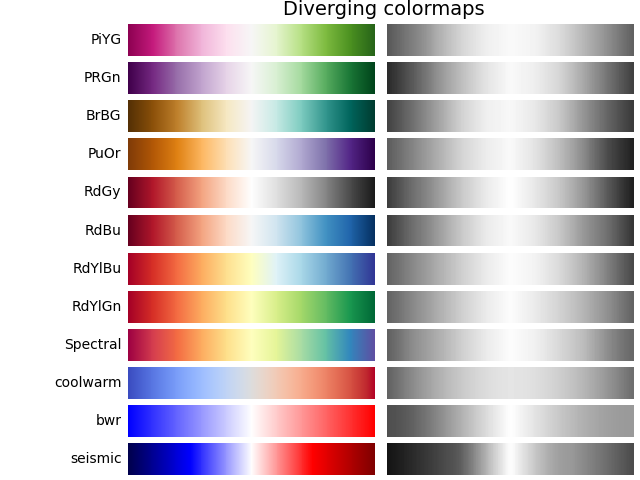 Diverging colormaps
PiYG
PRGn
BrBG
PuOr
RdGy
RdBu
RdYlBu
RdYlGn
Spectral
coolwarm
bwr
seismic